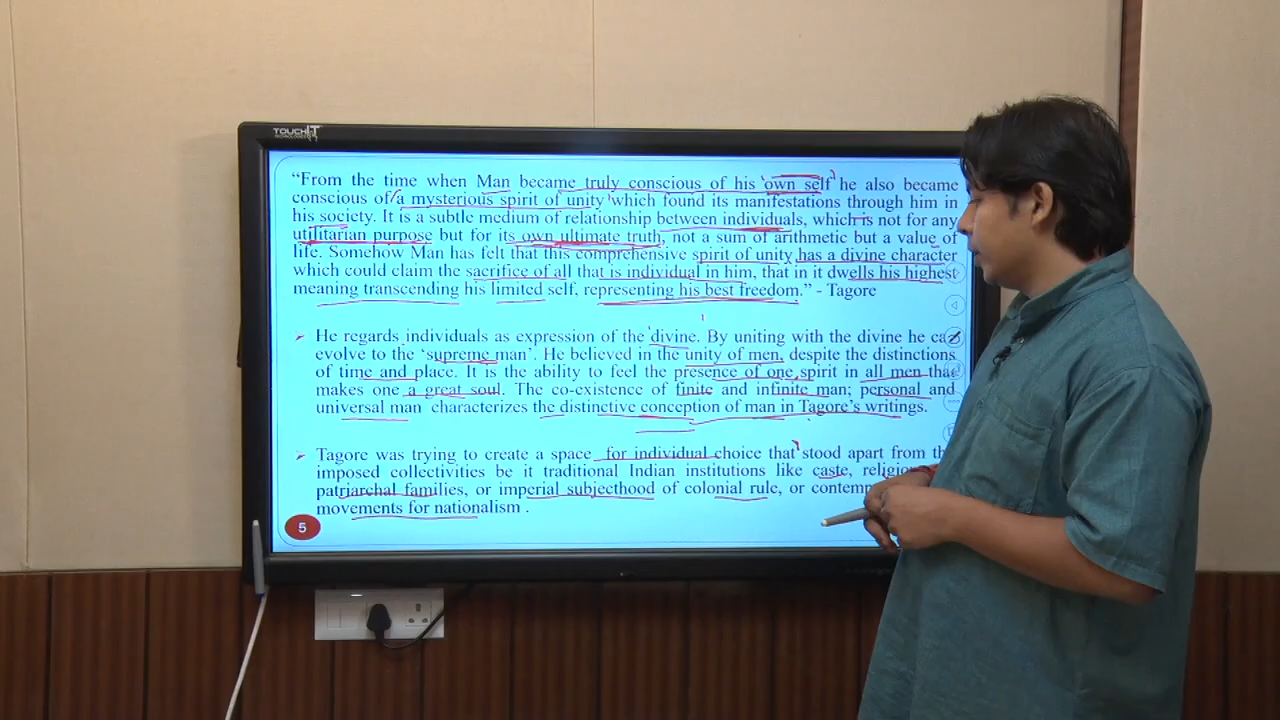 TOUCHIT
"From the time when Man became truly conscious of his 'own self' he also became
conscious of a mysterious spirit of unity which found its manifestations through him in
his society. It is a subtle medium of relationship between individuals, which is not for any
utilitarian purpose but for its own ultimate truth, not a sum of arithmetic but a value of
life. Somehow Man has felt that this comprehensive spirit of unity has a divine character
which could claim the sacrifice of all that is individual in him, that in it dwells his highest
meaning transcending his limited self, representing his best freedom." - Tagore
➢ He regards individuals as expression of the 'divine'. By uniting with the divine he can
evolve to the 'supreme man'. He believed in the unity of men, despite the distinctions
of time and place. It is the ability to feel the presence of one spirit in all men that
makes one a great soul. The co-existence of finite and infinite man; personal and
universal man characterizes the distinctive conception of man in Tagore's writings.
➢ Tagore was trying to create a space for individual choice that stood apart from
imposed collectivities be it traditional Indian institutions like caste,
patriarchal families, or imperial subjecthood of colonial rule, or
movements for nationalism .
5